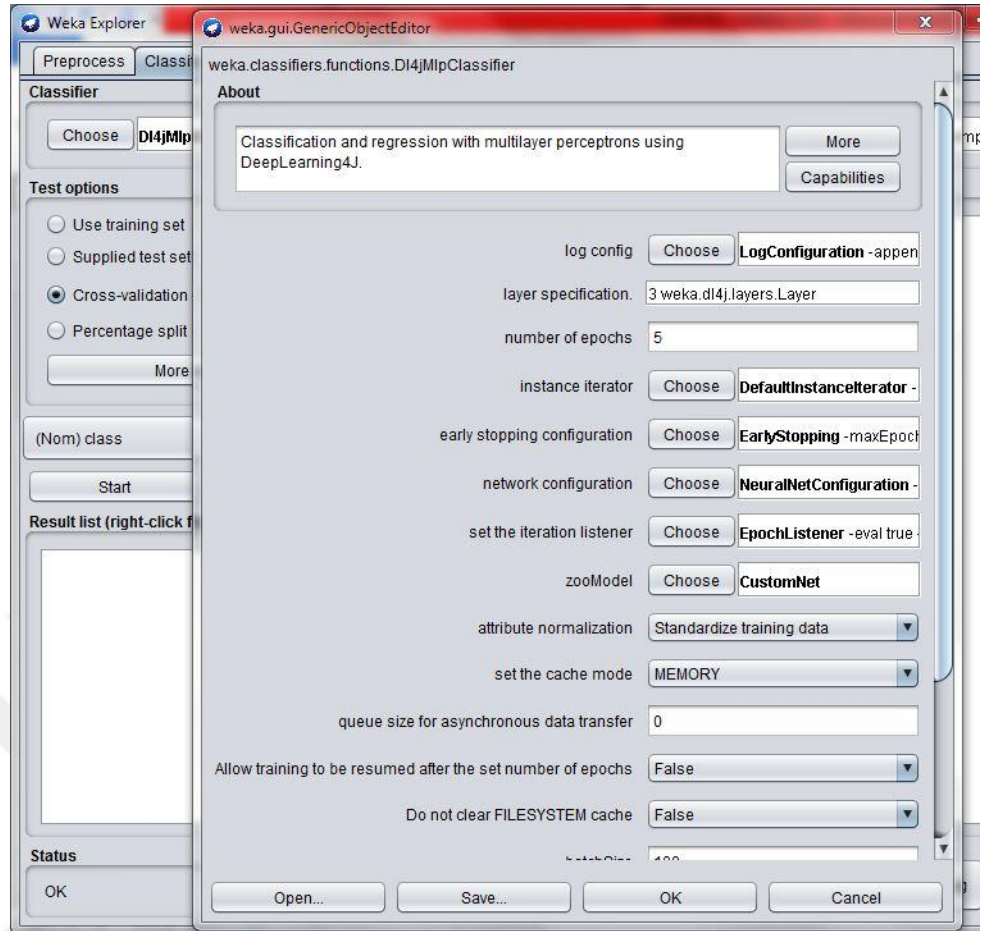 Weka Explorer
Preprocess Classi
Classifier
Choose Dl4jMlp
Test options
Use training set
Supplied test set
Cross-validation
Percentage split
More
(Nom) class
Start
Result list (right-click f
Status
OK
weka.gui.GenericObjectEditor
weka.classifiers.functions.Dl4jMlpClassifier
About
Classification and regression with multilayer perceptrons using
DeepLearning4J.
More
Capabilities
log config Choose LogConfiguration -appen
layer specification. 3 weka.dl4j.layers.Layer
number of epochs 5
instance iterator Choose DefaultInstanceIterator -
early stopping configuration Choose EarlyStopping -maxEpoch
network configuration Choose NeuralNetConfiguration -
set the iteration listener Choose EpochListener -eval true -
zooModel Choose CustomNet
attribute normalization Standardize training data
set the cache mode MEMORY
queue size for asynchronous data transfer 0
Allow training to be resumed after the set number of epochs False
Do not clear FILESYSTEM cache False
batchSize 100
Open... Save... OK Cancel
mp
g